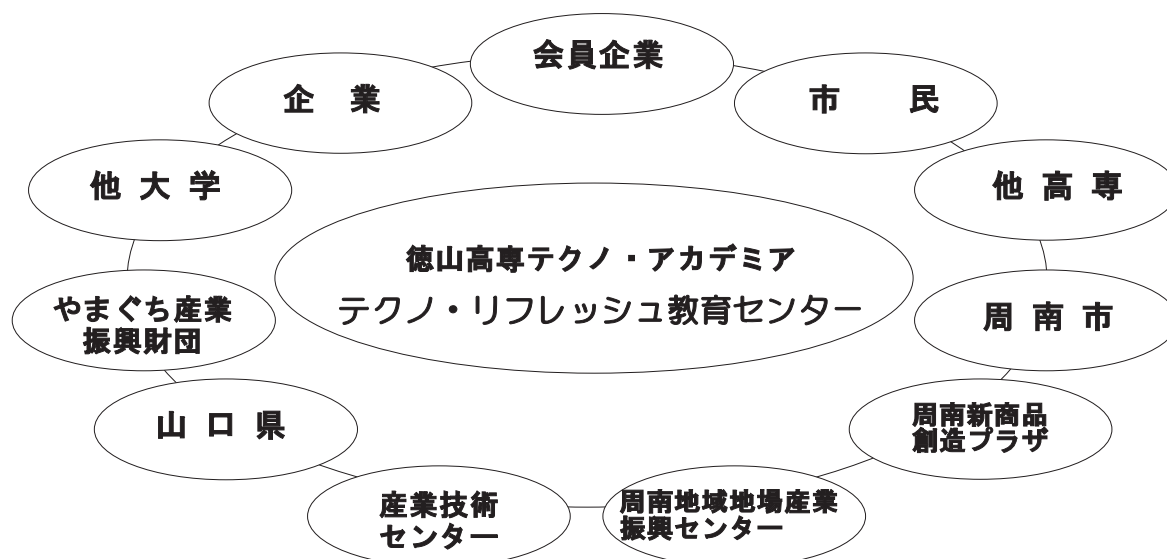 会員企業
企　業
市　　民
他 大 学
他 高 専
徳山高専テクノ・アカデミア
テクノ・リフレッシュ教育センター
やまぐち産業
振興財団
周 南 市
山 口 県
周南新商品
創造プラザ
産業技術
センター
周南地域地場産業
振興センター